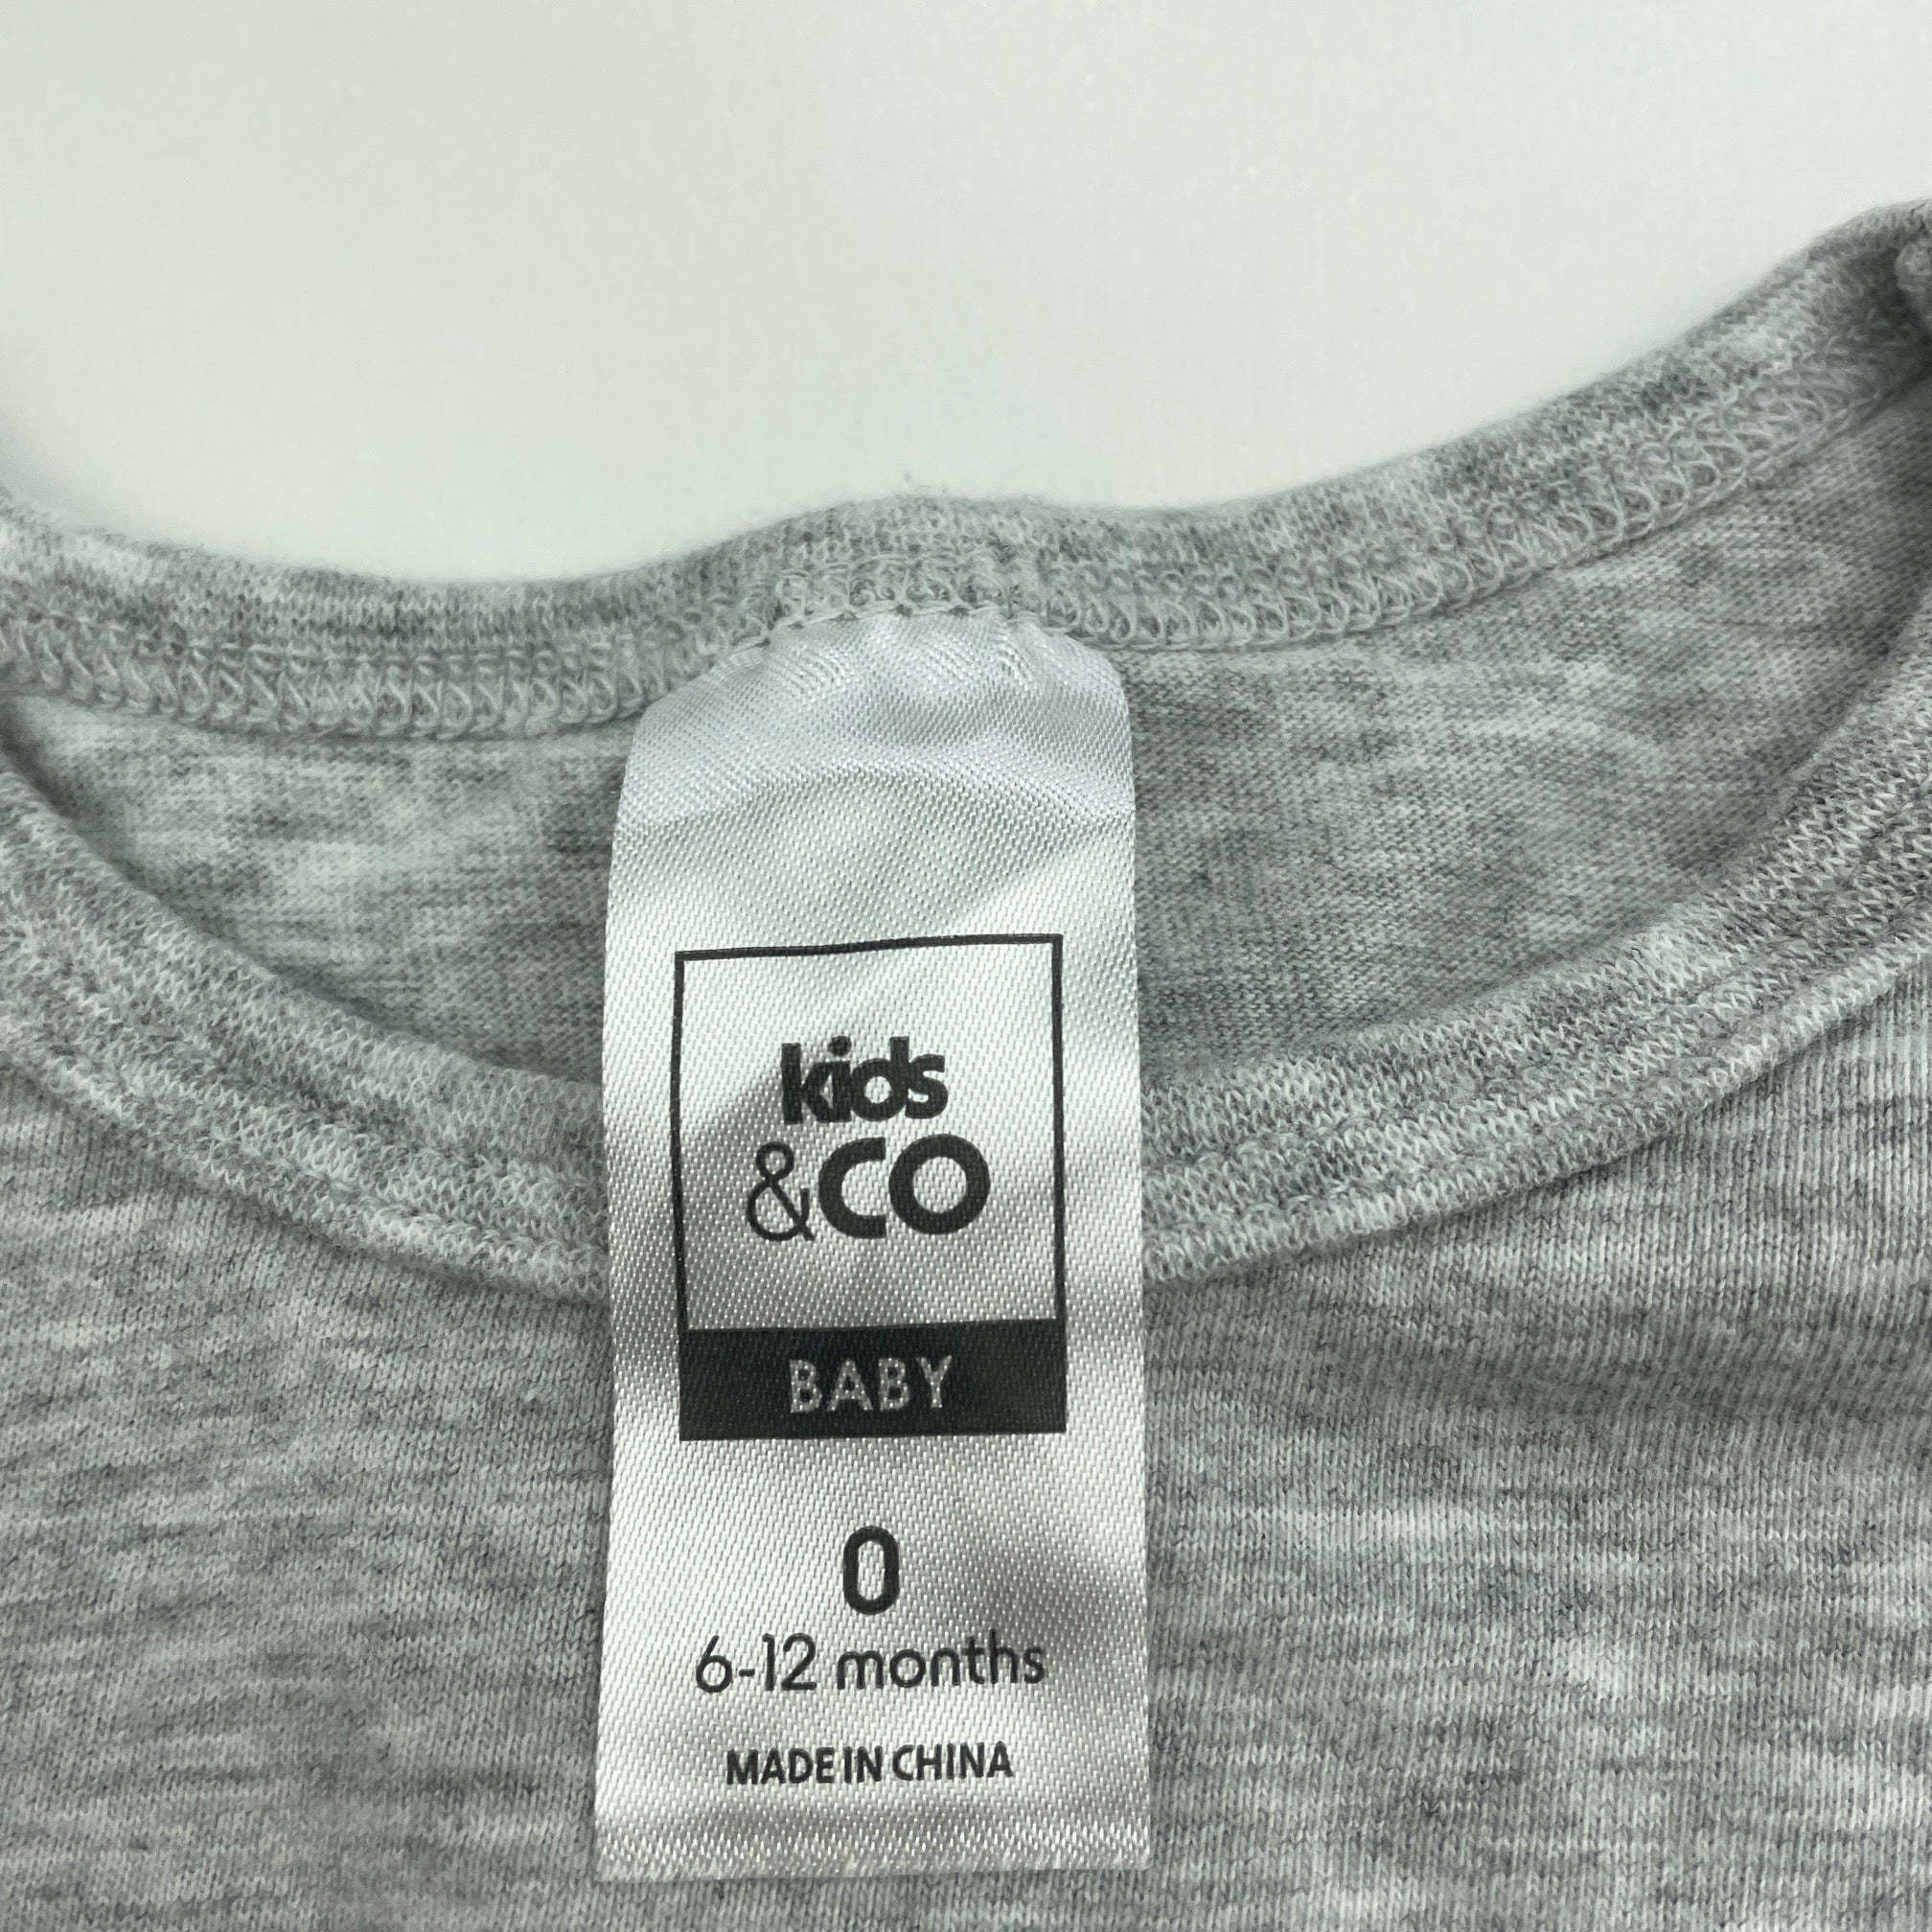 kids
&CO
BABY
0
6-12 months
MADE IN CHINA